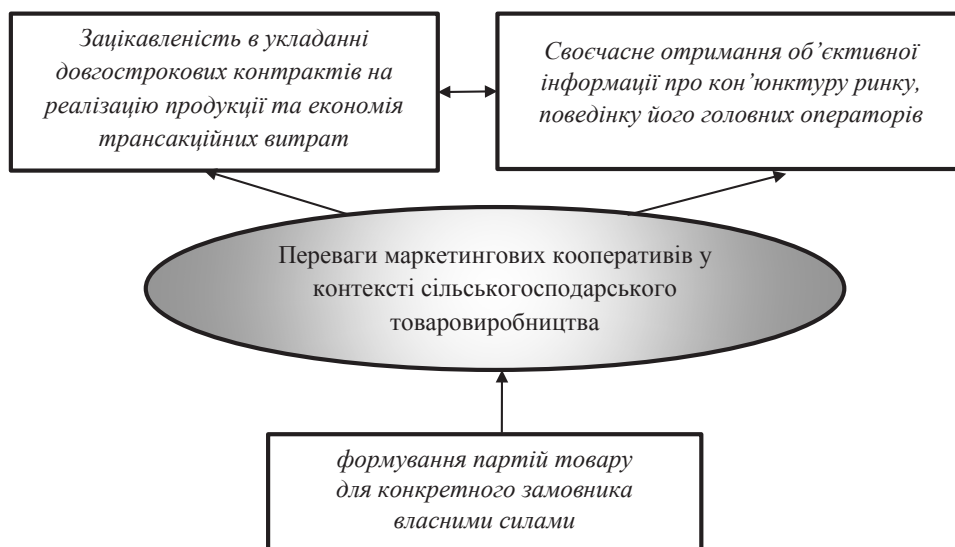 Зацікавленість в укладанні
довгострокових контрактів на
реалізацію продукції та економія
трансакційних витрат
Своєчасне отримання об’єктивної
інформації про кон’юнктуру ринку,
поведінку його головних операторів
Переваги маркетингових кооперативів у
контексті сільськогосподарського
товаровиробництва
формування партій товару
для конкретного замовника
власними силами